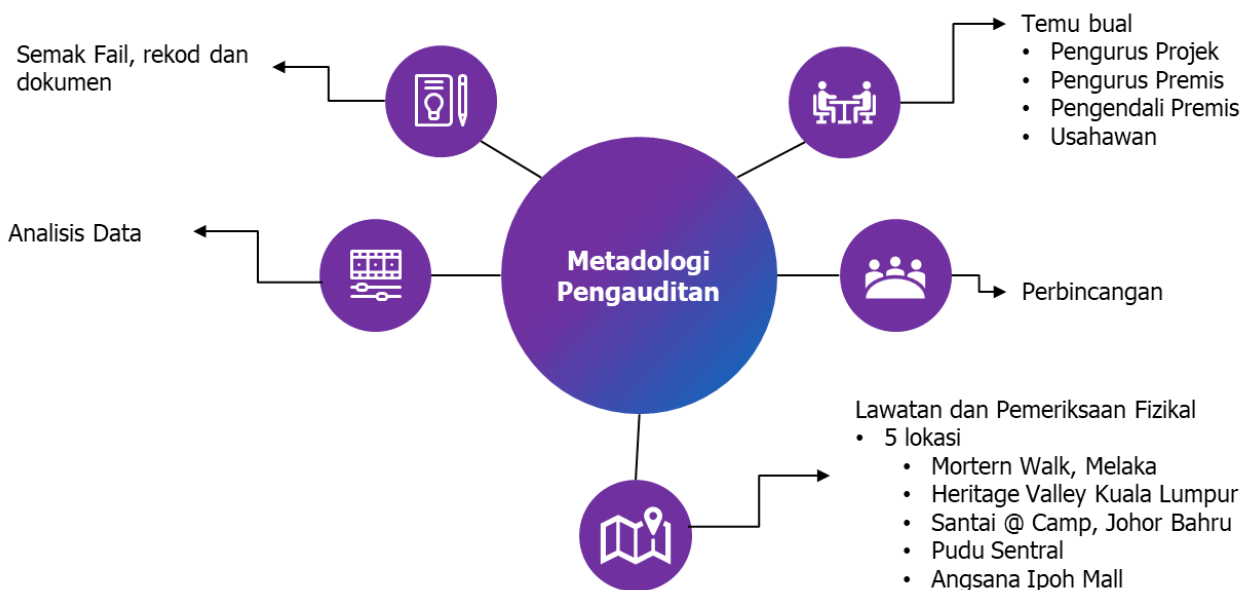 Semak Fail, rekod dan
dokumen
Temu bual
• Pengurus Projek
• Pengurus Premis
• Pengendali Premis
• Usahawan
Analisis Data
Metadologi
Pengauditan
Perbincangan
Lawatan dan Pemeriksaan Fizikal
• 5 lokasi
• Mortern Walk, Melaka
• Heritage Valley Kuala Lumpur
• Santai @ Camp, Johor Bahru
• Pudu Sentral
• Angsana Ipoh Mall